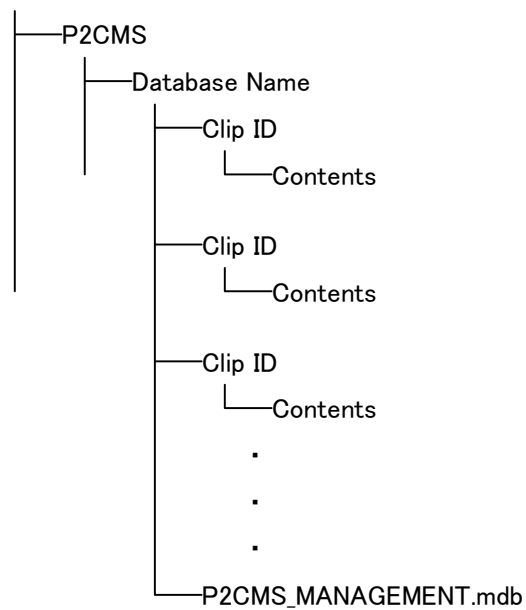 P2CMS
Database Name
Clip ID
Contents
Clip ID
Contents
Clip ID
Contents
.
.
.
P2CMS_MANAGEMENT.mdb